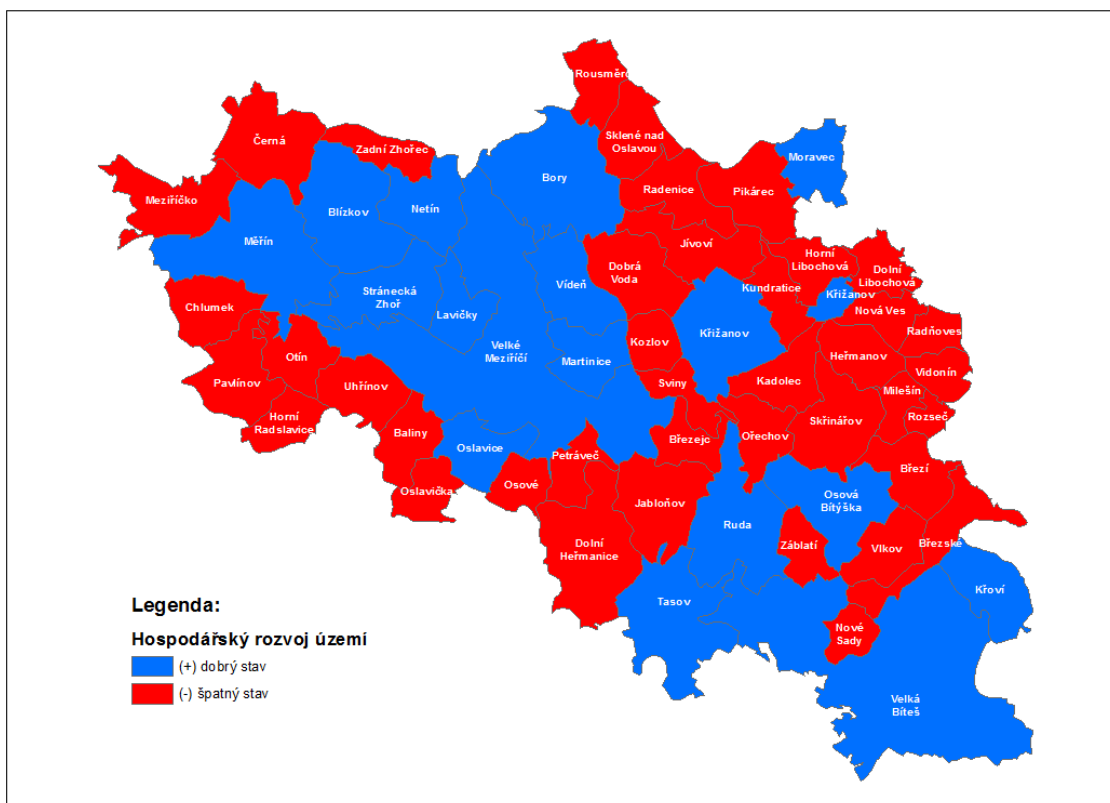 Rousměrov
Sklené nad
Oslavou
Černá
Zadní Zhořec
Moravec
Bory
Radenice
Pikárec
Meziříčko
Blízkov
Netín
Měřín
Jívoví
Horní
Libochová
Dolní
Libochová
Dobrá
Voda
Vídeň
Kundratice
Křižanov
Stránecká
Zhoř
Chlumek
Lavičky
Nová Ves
Radňoves
Křižanov
Kozlov
Heřmanov
Velké
Meziříčí
Otín
Martinice
Vidonín
Pavlínov
Uhřínov
Sviny
Kadolec
Milešín
Horní
Radslavice
Rozseč
Skřinářov
Baliny
Oslavice
Březejc
Ořechov
Petráveč
Březí
Oslavička
Osové
Jabloňov
Osová
Bítýška
Ruda
Dolní
Heřmanice
Záblatí
Vlkov
Březské
Křoví
Tasov
Nové
Sady
Velká
Bíteš
Legenda:
Hospodářský rozvoj území
(+) dobrý stav
(-) špatný stav